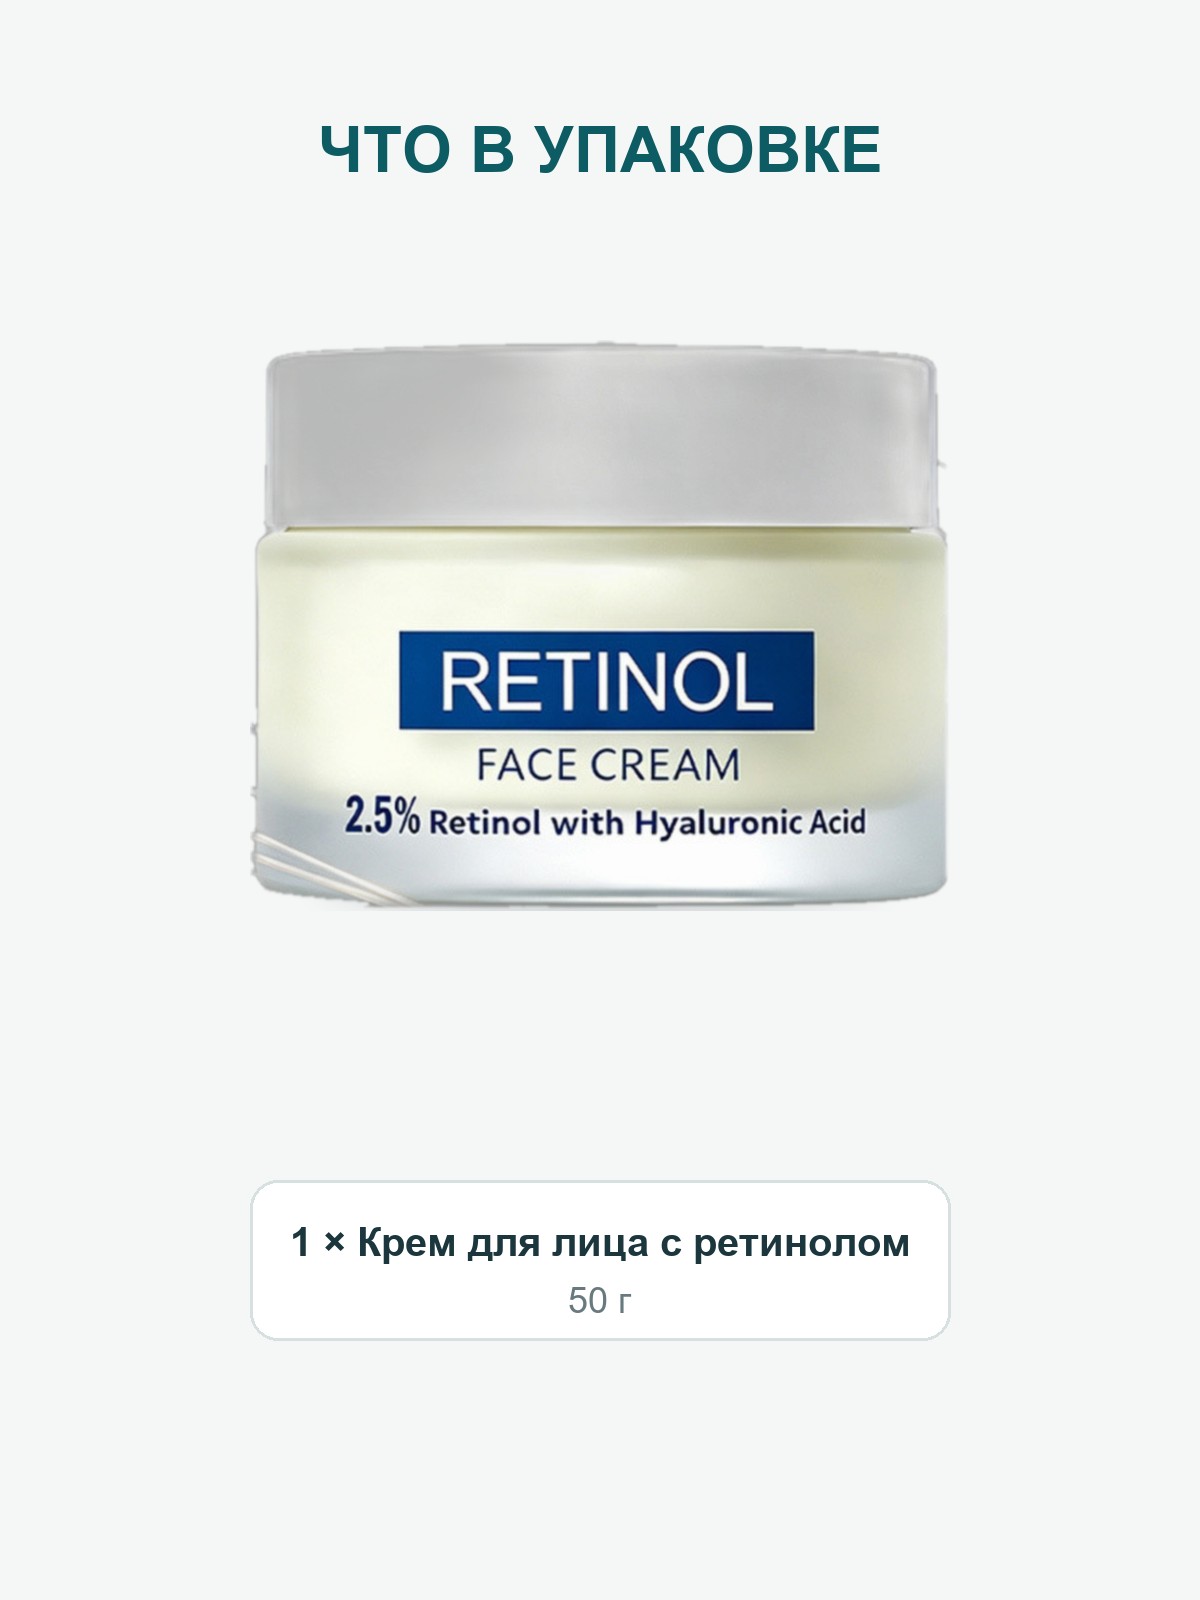 ЧТО В УПАКОВКЕ
RETINOL
FACE CREAM
2.5% Retinol with Hyaluronic Acid
1 × Крем для лица с ретинолом
50 г